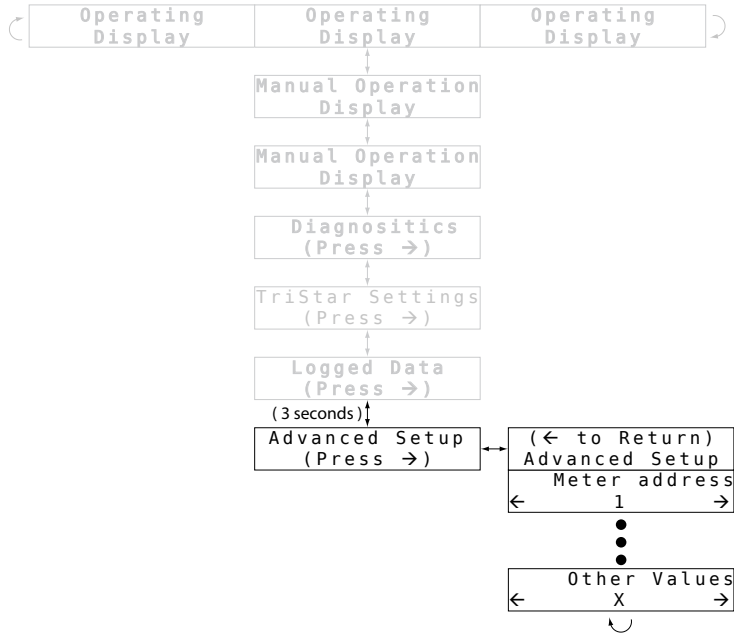 Operating Operating Operating
Display Display Display
Manual Operation
Display
Manual Operation
Display
Diagnositics
(Press →)
TriStar Settings
(Press →)
Logged Data
(Press →)
(3 seconds)
Advanced Setup
(Press →)
(← to Return)
Advanced Setup
Meter address
← 1 →
Other Values
← X →